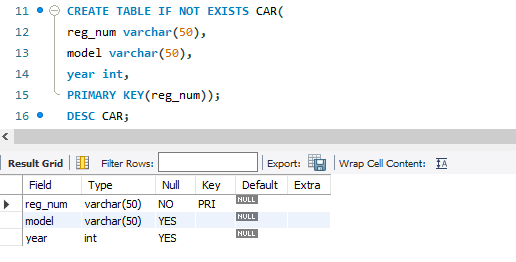 11 CREATE TABLE IF NOT EXISTS CAR(
12 reg_num varchar(50),
13 model varchar(50),
14 year int,
15 PRIMARY KEY(reg_num));
16 DESC CAR;
Result Grid Filter Rows: Export: Wrap Cell Content:
Field Type Null Key Default Extra
reg_num varchar(50) NO PRI NULL
model varchar(50) YES NULL
year int YES NULL